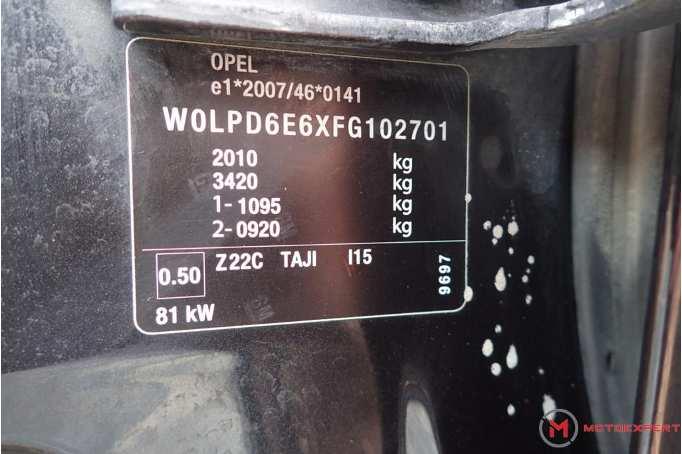 OPEL
e1*2007/46*0141
W0LPD6E6XFG102701
2010 kg
3420 kg
1- 1095 kg
2- 0920 kg
0.50 Z22C TAJI I15
9697
81 kW
MOTOEXPERT